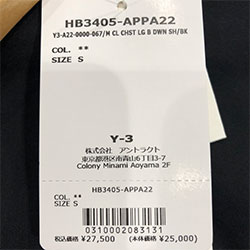 HB3405-APPA22
Y3-A22-0000-067/M CL CHST LG B DWN SH/BK
COL. **
SIZE S
Y-3
株式会社 アントラクト
東京都港区南青山6丁目13-7
Colony Minami Aoyama 2F
HB3405-APPA22
COL. **
SIZE S
0310002083131
税込価格 ¥27,500 (本体価格 ¥25,000)